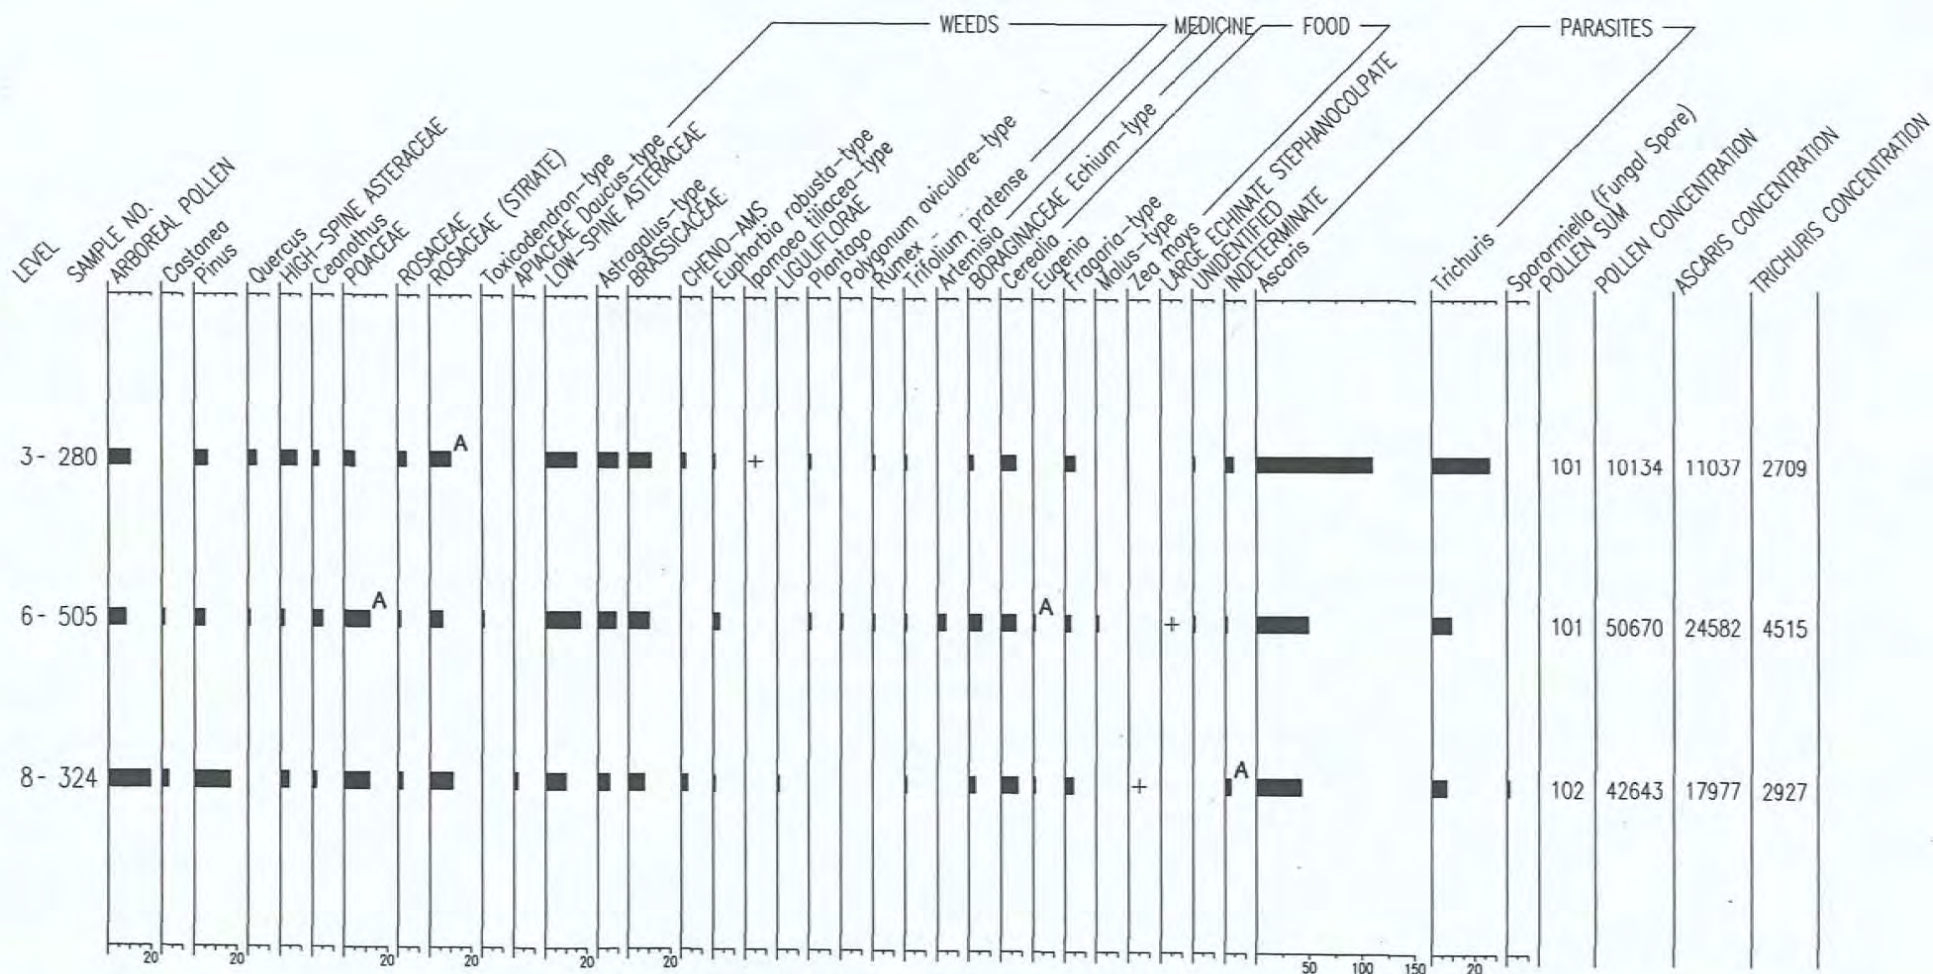 WEEDS
MEDICINE
FOOD
PARASITES
LEVEL
SAMPLE NO.
ARBOREAL POLLEN
Castanea
Pinus
Quercus
HIGH-SPINE ASTERACEAE
Ceanothus
POACEAE
ROSACEAE
ROSACEAE (STRIATE)
Toxicodendron-type
APIACEAE Daucus-type
LOW-SPINE ASTERACEAE
Astragalus-type
BRASSICACEAE
CHENO-AMS
Euphorbia robusta-type
Ipomoea tiliacea-type
LIGULIFLORAE
Plantago
Polygonum aviculare-type
Rumex
Trifolium pratense
Artemisia
BORAGINACEAE Echium-type
Cerealia
Eugenia
Fragaria-type
Malus-type
Zea mays
LARGE ECHINATE STEPHANOCOLPATE
UNIDENTIFIED
INDETERMINATE
Ascaris
Trichuris
Sporormiella (Fungal Spore)
POLLEN SUM
POLLEN CONCENTRATION
ASCARIS CONCENTRATION
TRICHURIS CONCENTRATION
3- 280 A + 101 10134 11037 2709
6- 505 A A + 101 50670 24582 4515
8- 324 + A 102 42643 17977 2927
20 20 20 20 20 20 50 100 150 20